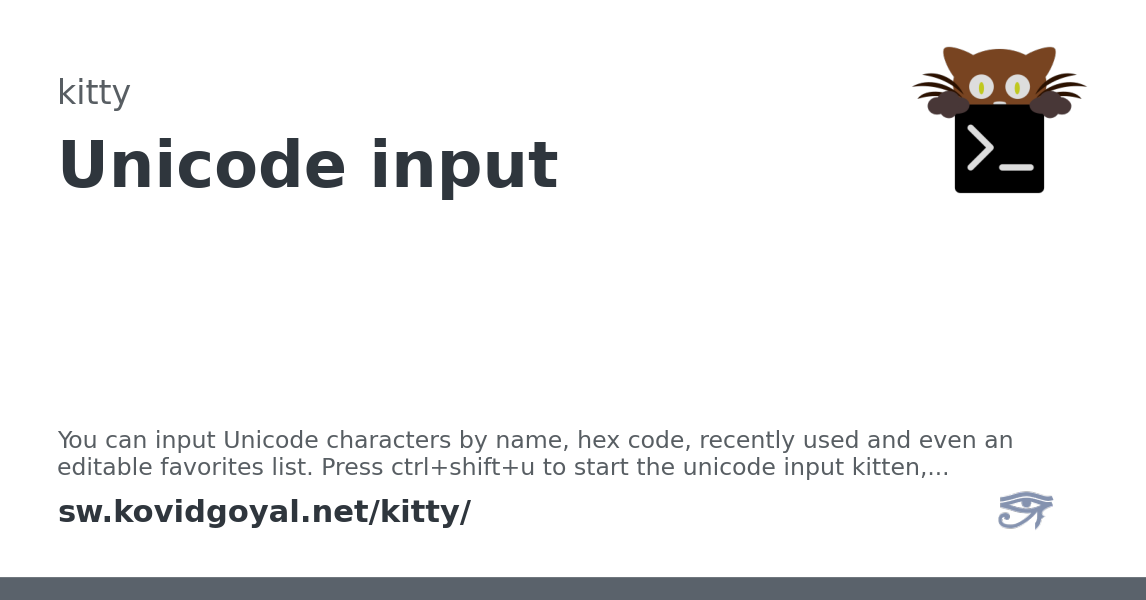 kitty
Unicode input
You can input Unicode characters by name, hex code, recently used and even an
editable favorites list. Press ctrl+shift+u to start the unicode input kitten,...
sw.kovidgoyal.net/kitty/